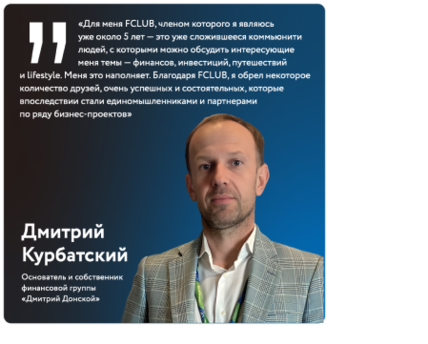 «Для меня FCLUB, членом которого я являюсь
уже около 5 лет — это уже сложившееся коммьюнити
людей, с которыми можно обсудить интересующие
меня темы — финансов, инвестиций, путешествий
и lifestyle. Меня это наполняет. Благодаря FCLUB, я обрел некоторое
количество друзей, очень успешных и состоятельных, которые
впоследствии стали единомышленниками и партнерами
по ряду бизнес-проектов»
Дмитрий
Курбатский
Основатель и собственник
финансовой группы
«Дмитрий Донской»